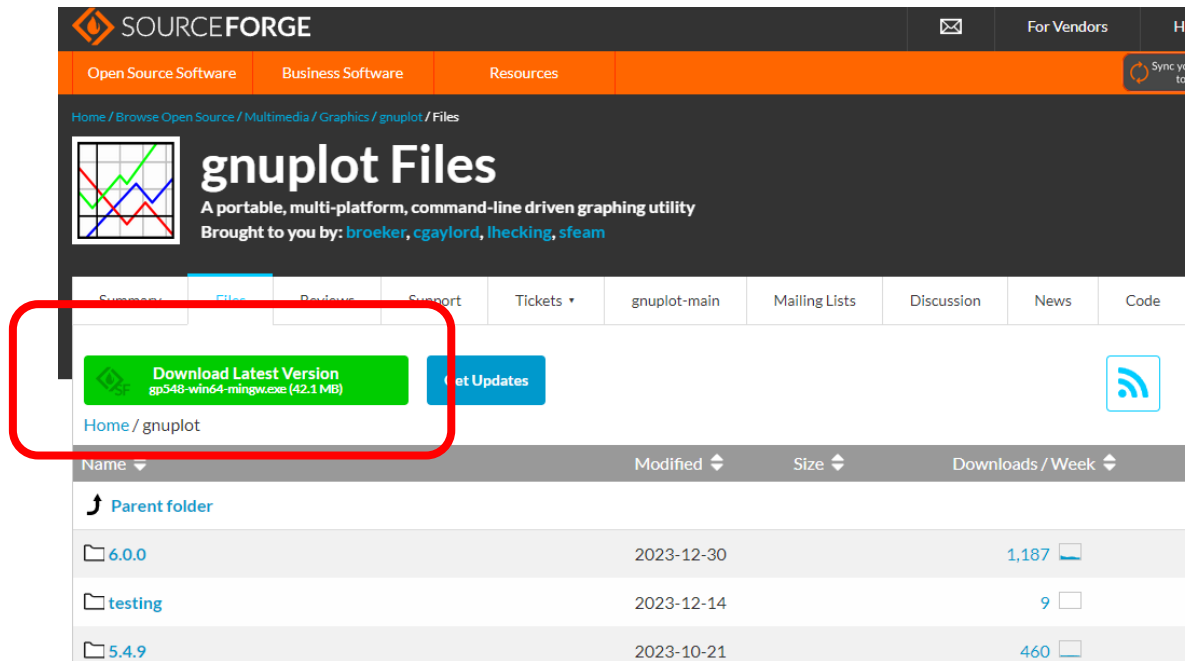 SOURCEFORGE
For Vendors
H
Open Source Software
Business Software
Resources
Sync yo
to
Home / Browse Open Source / Multimedia / Graphics / gnuplot / Files
gnuplot Files
A portable, multi-platform, command-line driven graphing utility
Brought to you by: broeker, cgaylord, lhecking, sfeam
Summary Files Reviews Support Tickets gnuplot-main Mailing Lists Discussion News Code
Download Latest Version
gp548-win64-mingw.exe (42.1 MB)
SF
Get Updates
Home / gnuplot
Name Modified Size Downloads / Week
Parent folder
6.0.0 2023-12-30 1,187
testing 2023-12-14 9
5.4.9 2023-10-21 460